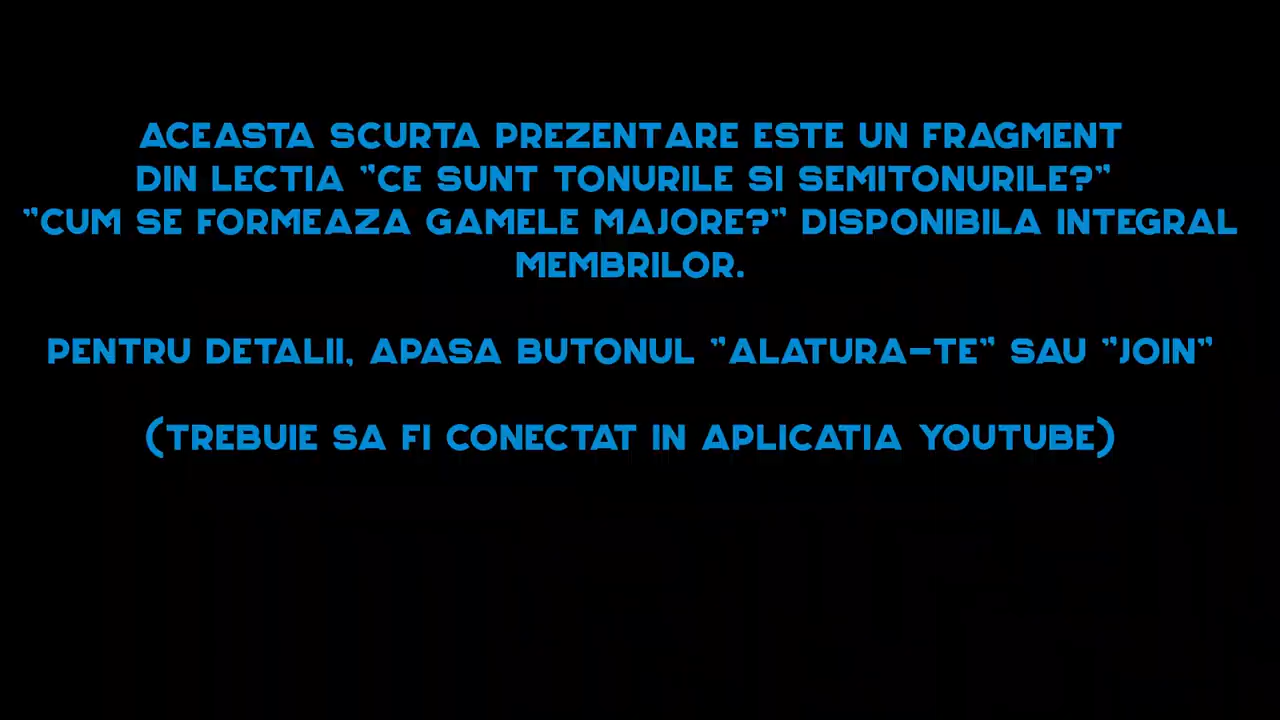 ACEASTA SCURTA PREZENTARE ESTE UN FRAGMENT
DIN LECTIA "CE SUNT TONURILE SI SEMITONURILE?"
"CUM SE FORMEAZA GAMELE MAJORE?" DISPONIBILA INTEGRAL
MEMBRILOR.
PENTRU DETALII, APASA BUTONUL "ALATURA-TE" SAU "JOIN"
(TREBUIE SA FI CONECTAT IN APLICATIA YOUTUBE)